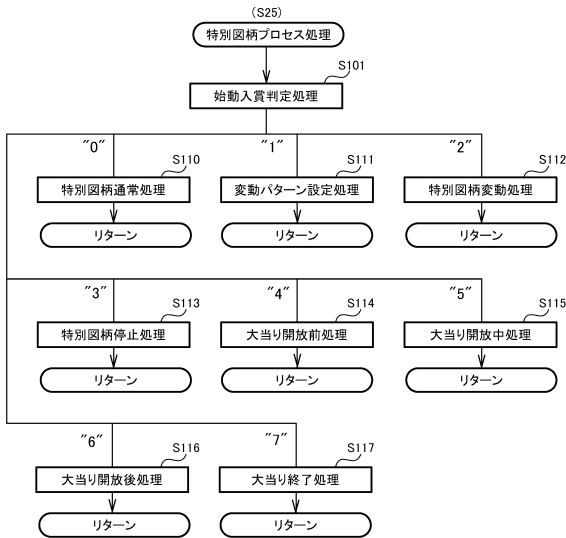 (S25)
特別図柄プロセス処理
S101
始動入賞判定処理
"0"
"1"
"2"
S110
S111
S112
特別図柄通常処理
変動パターン設定処理
特別図柄変動処理
リターン
リターン
リターン
"3"
"4"
"5"
S113
S114
S115
特別図柄停止処理
大当り開放前処理
大当り開放中処理
リターン
リターン
リターン
"6"
"7"
S116
S117
大当り開放後処理
大当り終了処理
リターン
リターン